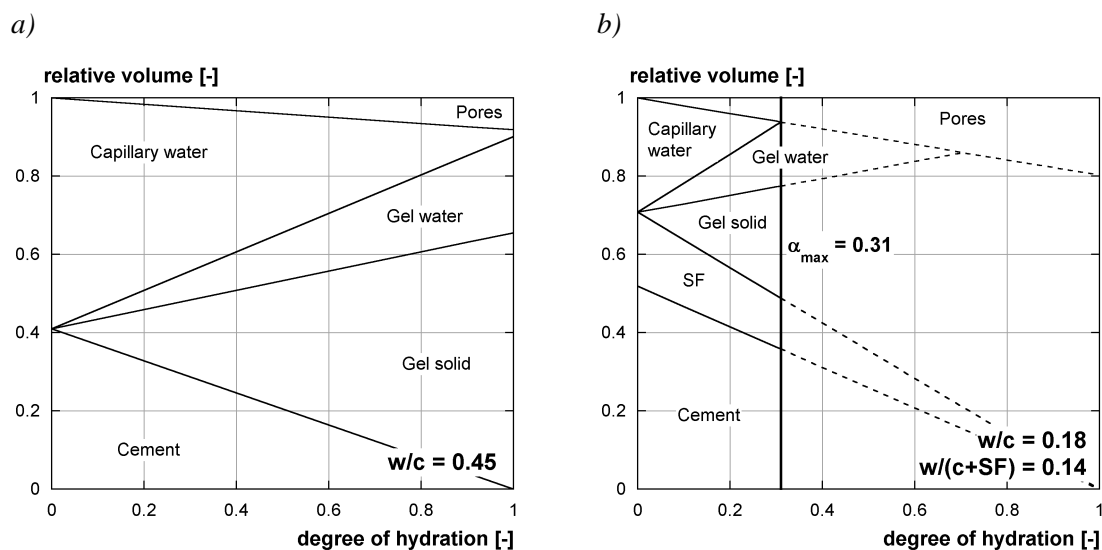 a)
relative volume [-]
1
0.8
0.6
0.4
0.2
0
Pores
Capillary water
Gel water
Gel solid
Cement
w/c = 0.45
0 0.2 0.4 0.6 0.8 1
degree of hydration [-]
b)
relative volume [-]
1
0.8
0.6
0.4
0.2
0
Pores
Capillary
water
Gel water
Gel solid
αmax = 0.31
SF
Cement
w/c = 0.18
w/(c+SF) = 0.14
0 0.2 0.4 0.6 0.8 1
degree of hydration [-]